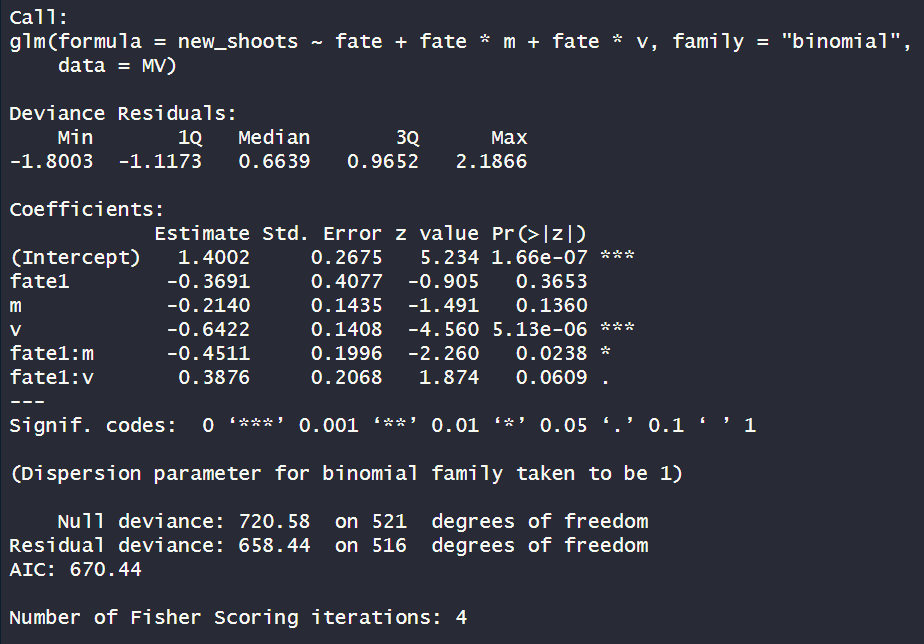 Call:
glm(formula = new_shoots ~ fate + fate * m + fate * v, family = "binomial",
    data = MV)

Deviance Residuals:
    Min       1Q   Median       3Q      Max
-1.8003  -1.1173   0.6639   0.9652   2.1866

Coefficients:
            Estimate Std. Error z value Pr(>|z|)
(Intercept)   1.4002     0.2675   5.234 1.66e-07 ***
fate1        -0.3691     0.4077  -0.905   0.3653
m            -0.2140     0.1435  -1.491   0.1360
v            -0.6422     0.1408  -4.560 5.13e-06 ***
fate1:m      -0.4511     0.1996  -2.260   0.0238 *
fate1:v       0.3876     0.2068   1.874   0.0609 .
---
Signif. codes:  0 ‘***’ 0.001 ‘**’ 0.01 ‘*’ 0.05 ‘.’ 0.1 ‘ ’ 1

(Dispersion parameter for binomial family taken to be 1)

    Null deviance: 720.58  on 521  degrees of freedom
Residual deviance: 658.44  on 516  degrees of freedom
AIC: 670.44

Number of Fisher Scoring iterations: 4